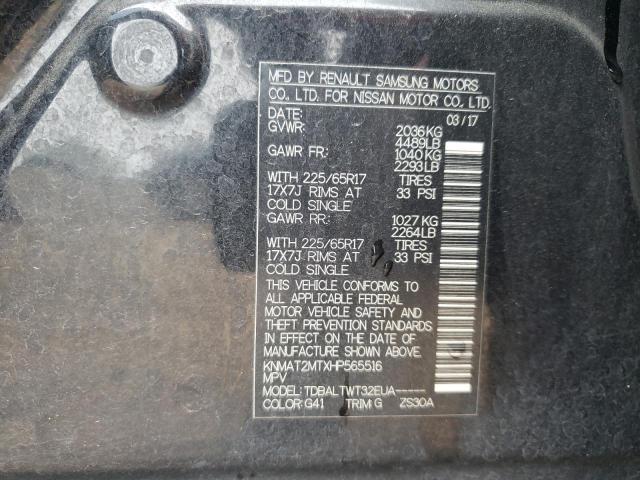 MFD BY RENAULT SAMSUNG MOTORS
CO., LTD. FOR NISSAN MOTOR CO., LTD.
DATE: 03/17
GVWR: 2036KG
4489LB
GAWR FR: 1040KG
2293LB
WITH 225/65R17 TIRES
17X7J RIMS AT 33 PSI
COLD SINGLE
GAWR RR: 1027KG
2264LB
WITH 225/65R17 TIRES
17X7J RIMS AT 33 PSI
COLD SINGLE
THIS VEHICLE CONFORMS TO
ALL APPLICABLE FEDERAL
MOTOR VEHICLE SAFETY AND
THEFT PREVENTION STANDARDS
IN EFFECT ON THE DATE OF
MANUFACTURE SHOWN ABOVE.
KNMAT2MTXHP565516
MPV
MODEL: TDBALTWT32EUA-----
COLOR: G41 TRIM: G ZS30A